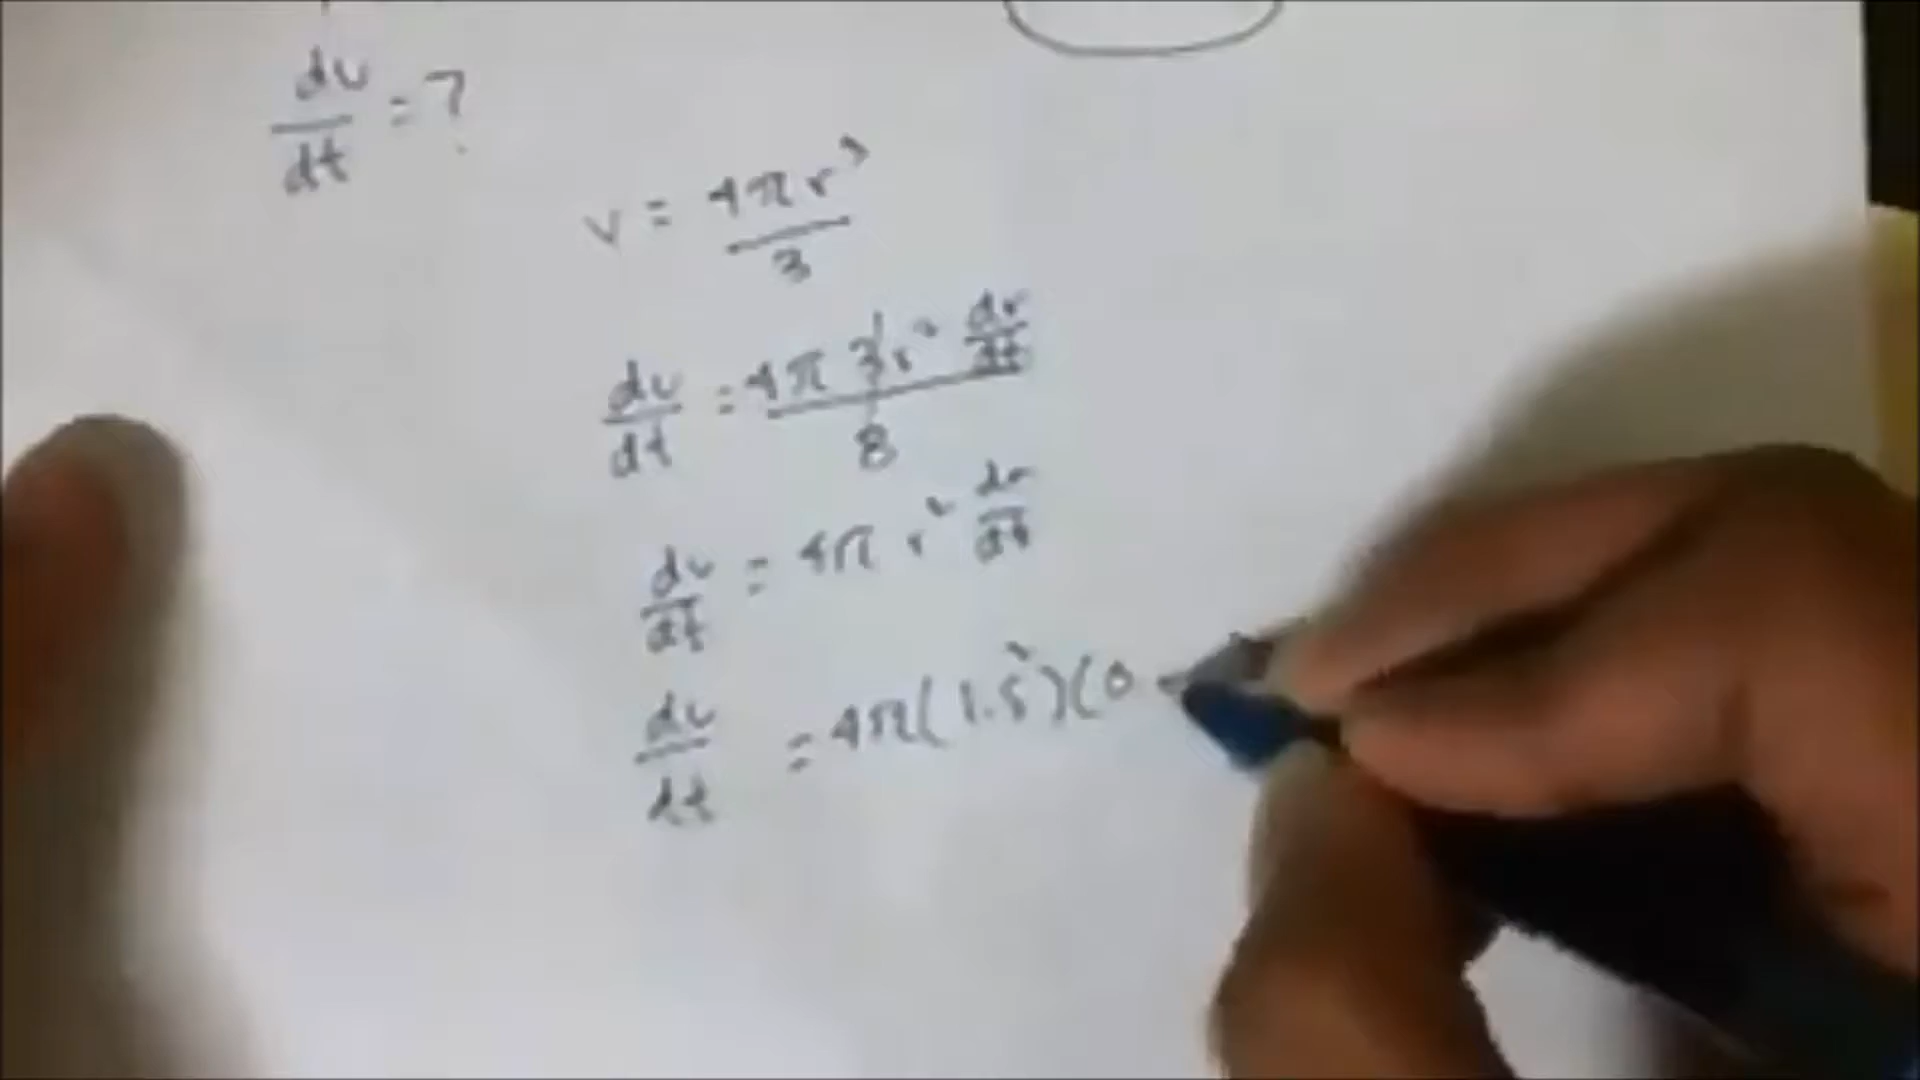 dv/dt = ?
v = 4πr³/3
dv/dt = 4π 3r² dr/dt / 3
dv/dt = 4π r² dr/dt
dv/dt = 4π(1.5²)(0